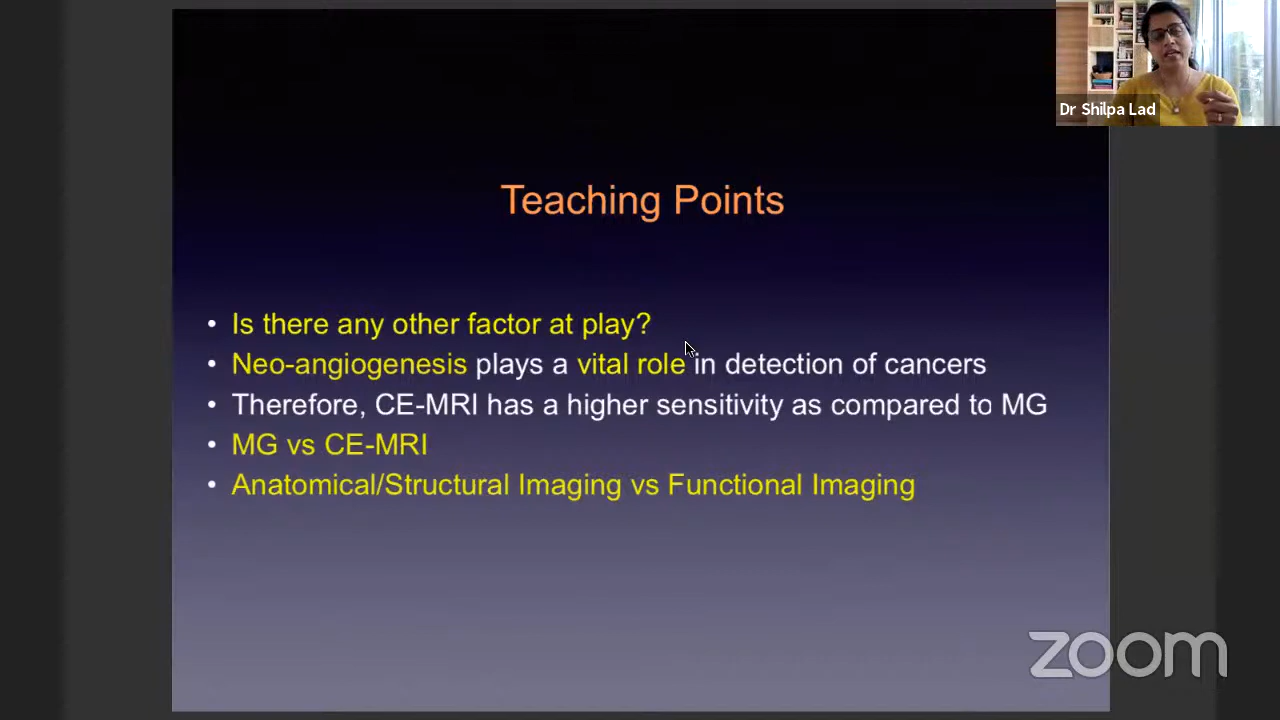 Dr Shilpa Lad
Teaching Points
• Is there any other factor at play?
• Neo-angiogenesis plays a vital role in detection of cancers
• Therefore, CE-MRI has a higher sensitivity as compared to MG
• MG vs CE-MRI
• Anatomical/Structural Imaging vs Functional Imaging
zoom